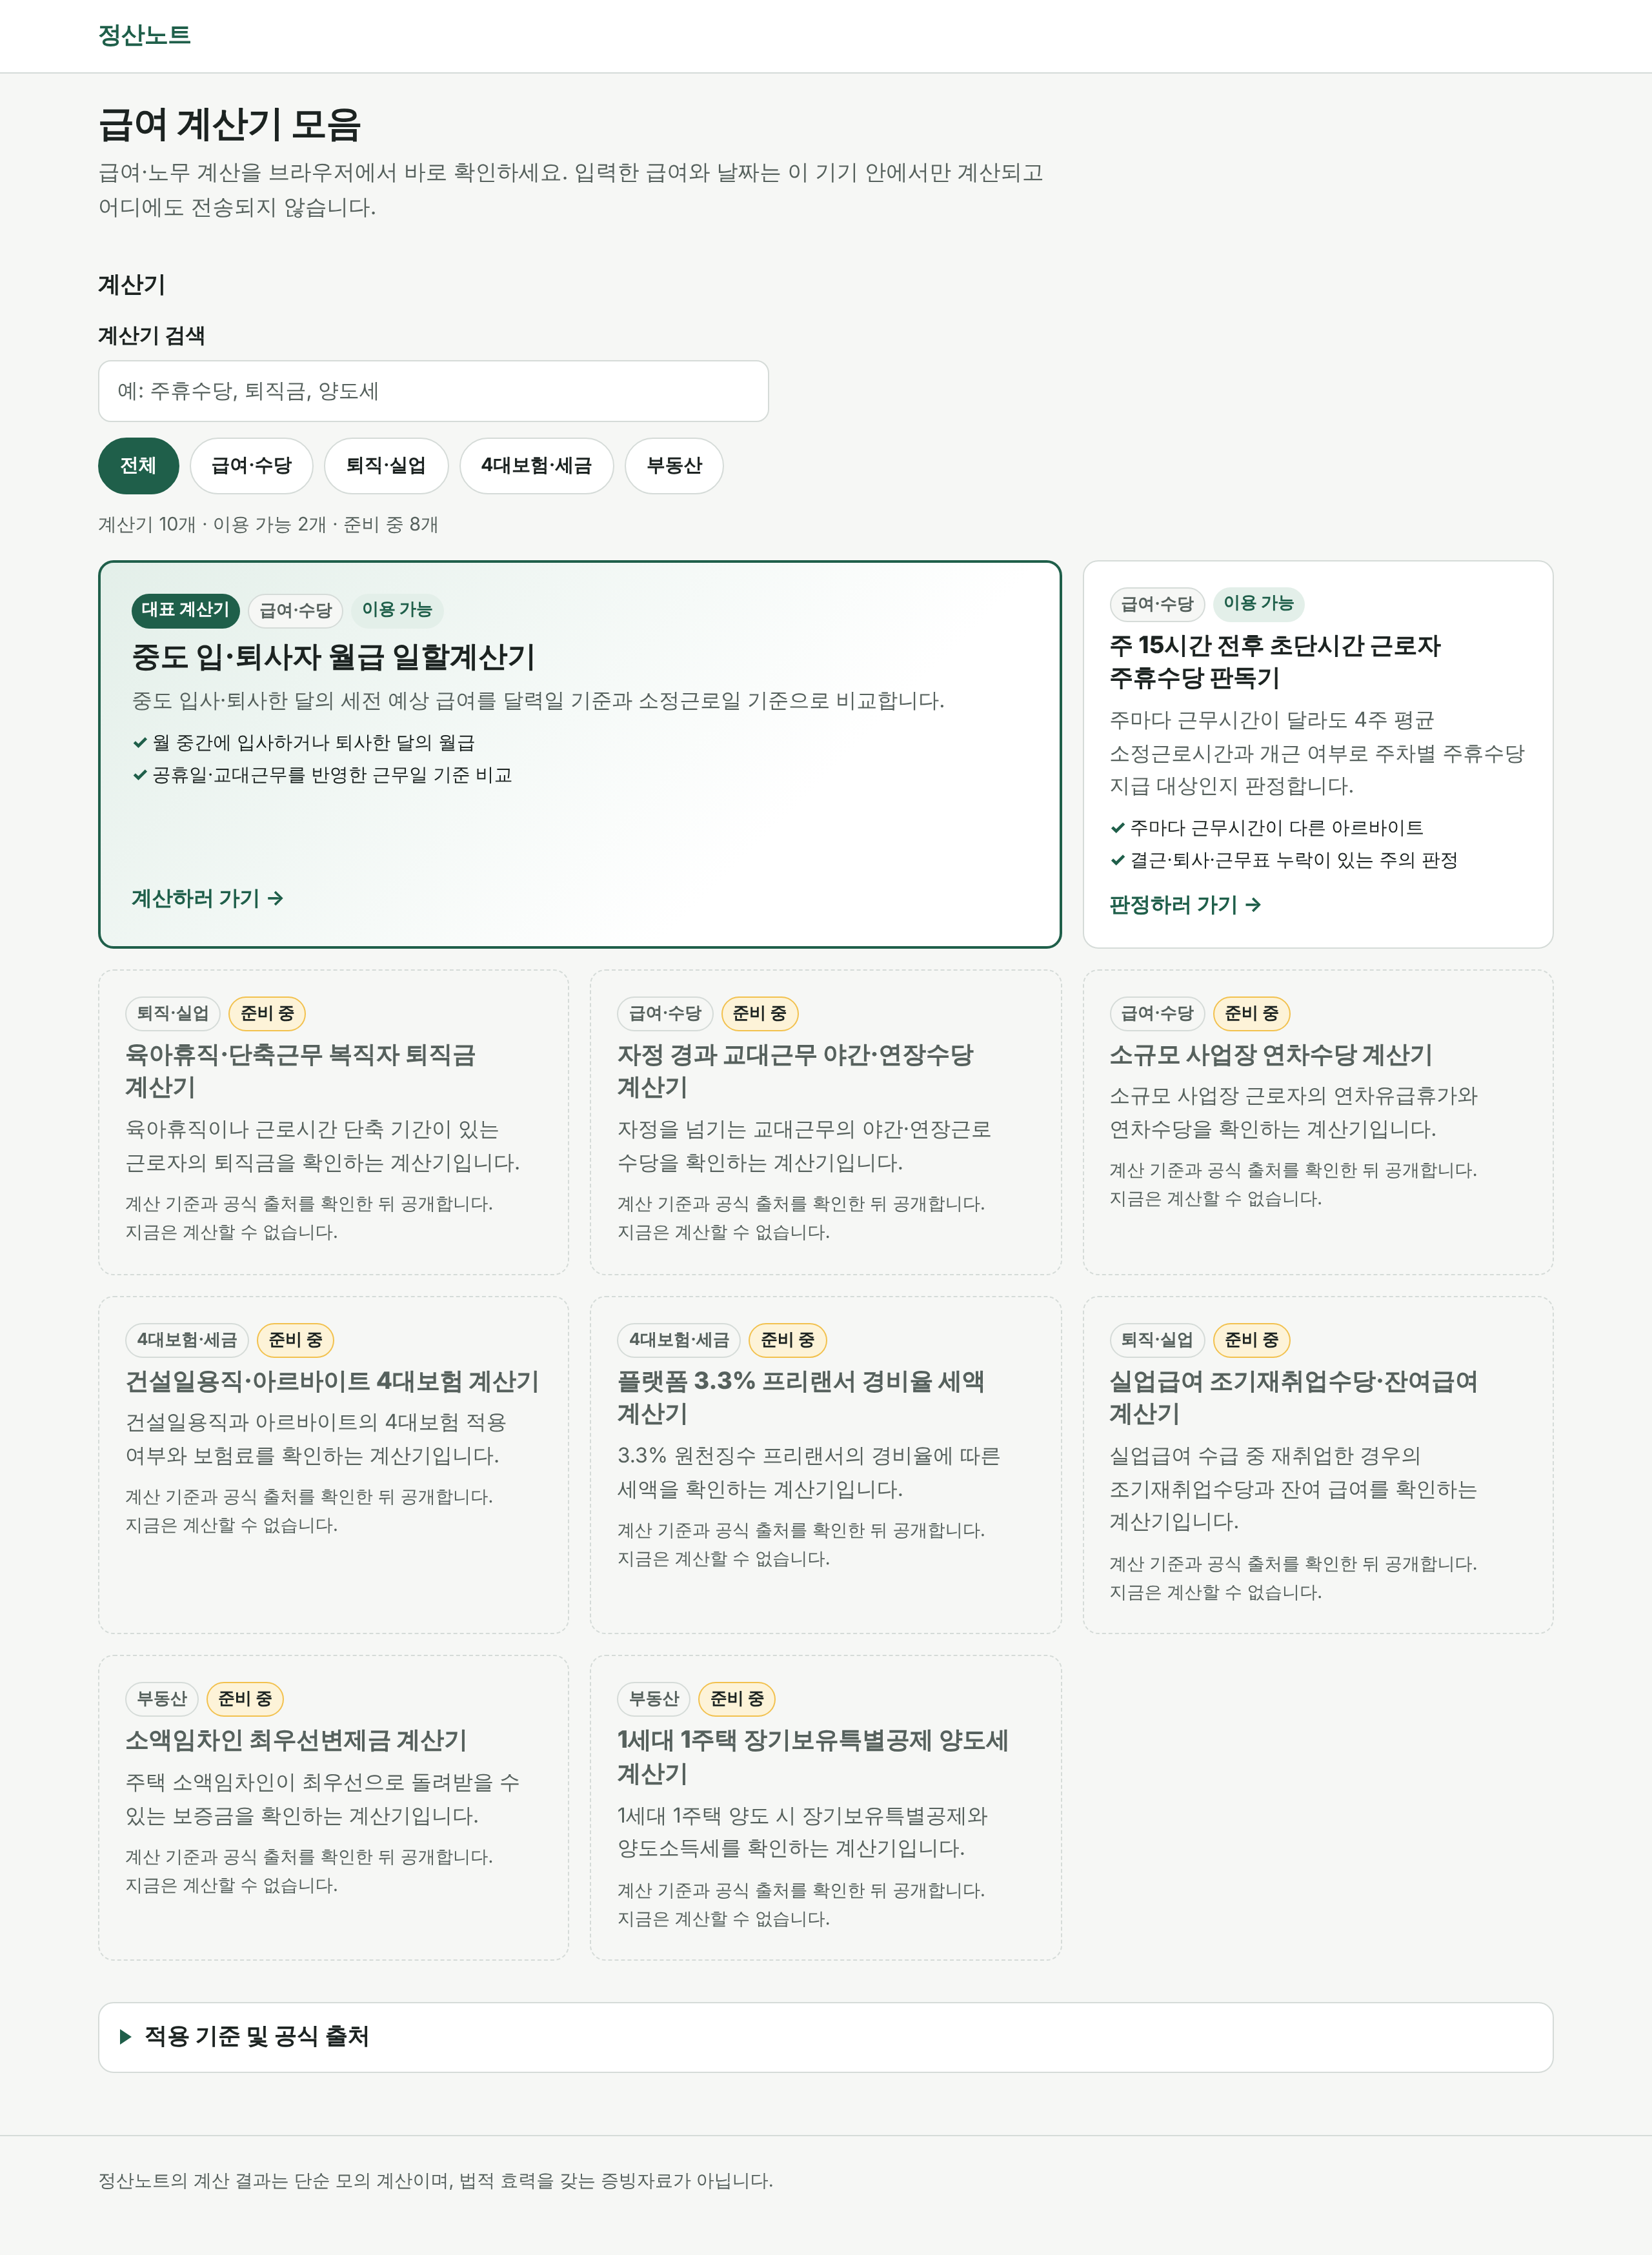 정산노트
급여 계산기 모음
급여·노무 계산을 브라우저에서 바로 확인하세요. 입력한 급여와 날짜는 이 기기 안에서만 계산되고
어디에도 전송되지 않습니다.
계산기
계산기 검색
예: 주휴수당, 퇴직금, 양도세
전체
급여·수당
퇴직·실업
4대보험·세금
부동산
계산기 10개 · 이용 가능 2개 · 준비 중 8개
대표 계산기
급여·수당
이용 가능
중도 입·퇴사자 월급 일할계산기
중도 입사·퇴사한 달의 세전 예상 급여를 달력일 기준과 소정근로일 기준으로 비교합니다.
✓ 월 중간에 입사하거나 퇴사한 달의 월급
✓ 공휴일·교대근무를 반영한 근무일 기준 비교
계산하러 가기 →
급여·수당
이용 가능
주 15시간 전후 초단시간 근로자
주휴수당 판독기
주마다 근무시간이 달라도 4주 평균
소정근로시간과 개근 여부로 주차별 주휴수당
지급 대상인지 판정합니다.
✓ 주마다 근무시간이 다른 아르바이트
✓ 결근·퇴사·근무표 누락이 있는 주의 판정
판정하러 가기 →
퇴직·실업
준비 중
육아휴직·단축근무 복직자 퇴직금
계산기
육아휴직이나 근로시간 단축 기간이 있는
근로자의 퇴직금을 확인하는 계산기입니다.
계산 기준과 공식 출처를 확인한 뒤 공개합니다.
지금은 계산할 수 없습니다.
급여·수당
준비 중
자정 경과 교대근무 야간·연장수당
계산기
자정을 넘기는 교대근무의 야간·연장근로
수당을 확인하는 계산기입니다.
계산 기준과 공식 출처를 확인한 뒤 공개합니다.
지금은 계산할 수 없습니다.
급여·수당
준비 중
소규모 사업장 연차수당 계산기
소규모 사업장 근로자의 연차유급휴가와
연차수당을 확인하는 계산기입니다.
계산 기준과 공식 출처를 확인한 뒤 공개합니다.
지금은 계산할 수 없습니다.
4대보험·세금
준비 중
건설일용직·아르바이트 4대보험 계산기
건설일용직과 아르바이트의 4대보험 적용
여부와 보험료를 확인하는 계산기입니다.
계산 기준과 공식 출처를 확인한 뒤 공개합니다.
지금은 계산할 수 없습니다.
4대보험·세금
준비 중
플랫폼 3.3% 프리랜서 경비율 세액
계산기
3.3% 원천징수 프리랜서의 경비율에 따른
세액을 확인하는 계산기입니다.
계산 기준과 공식 출처를 확인한 뒤 공개합니다.
지금은 계산할 수 없습니다.
퇴직·실업
준비 중
실업급여 조기재취업수당·잔여급여
계산기
실업급여 수급 중 재취업한 경우의
조기재취업수당과 잔여 급여를 확인하는
계산기입니다.
계산 기준과 공식 출처를 확인한 뒤 공개합니다.
지금은 계산할 수 없습니다.
부동산
준비 중
소액임차인 최우선변제금 계산기
주택 소액임차인이 최우선으로 돌려받을 수
있는 보증금을 확인하는 계산기입니다.
계산 기준과 공식 출처를 확인한 뒤 공개합니다.
지금은 계산할 수 없습니다.
부동산
준비 중
1세대 1주택 장기보유특별공제 양도세
계산기
1세대 1주택 양도 시 장기보유특별공제와
양도소득세를 확인하는 계산기입니다.
계산 기준과 공식 출처를 확인한 뒤 공개합니다.
지금은 계산할 수 없습니다.
적용 기준 및 공식 출처
정산노트의 계산 결과는 단순 모의 계산이며, 법적 효력을 갖는 증빙자료가 아닙니다.